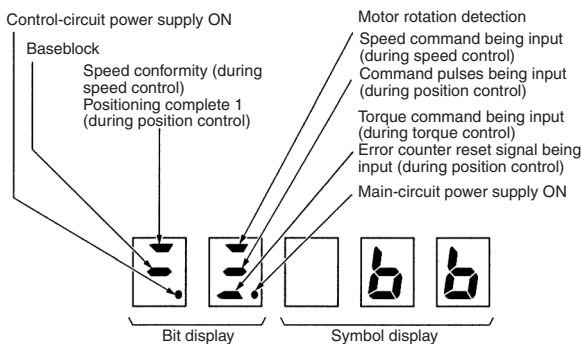 Control-circuit power supply ON
Baseblock
Speed conformity (during
speed control)
Positioning complete 1
(during position control)
Motor rotation detection
Speed command being input
(during speed control)
Command pulses being input
(during position control)
Torque command being input
(during torque control)
Error counter reset signal being
input (during position control)
Main-circuit power supply ON
b b
Bit display
Symbol display